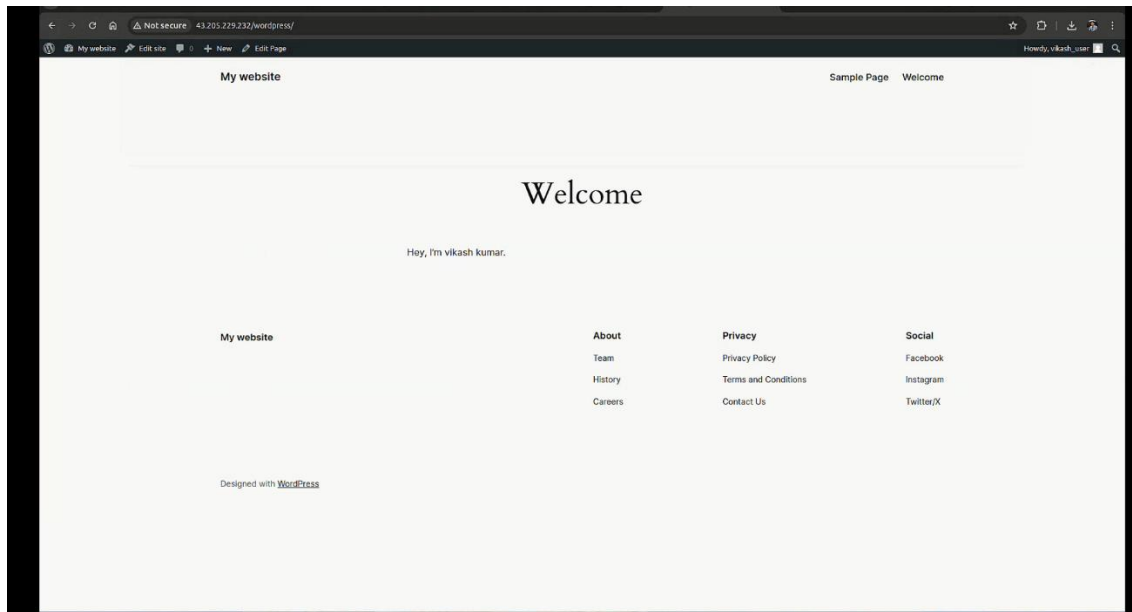 Not secure 43.205.229.232/wordpress/
My website Edit site 0 New Edit Page Howdy, vikash_user
My website Sample Page Welcome
Welcome
Hey, I'm vikash kumar.
My website About Privacy Social
Team Privacy Policy Facebook
History Terms and Conditions Instagram
Careers Contact Us Twitter/X
Designed with WordPress